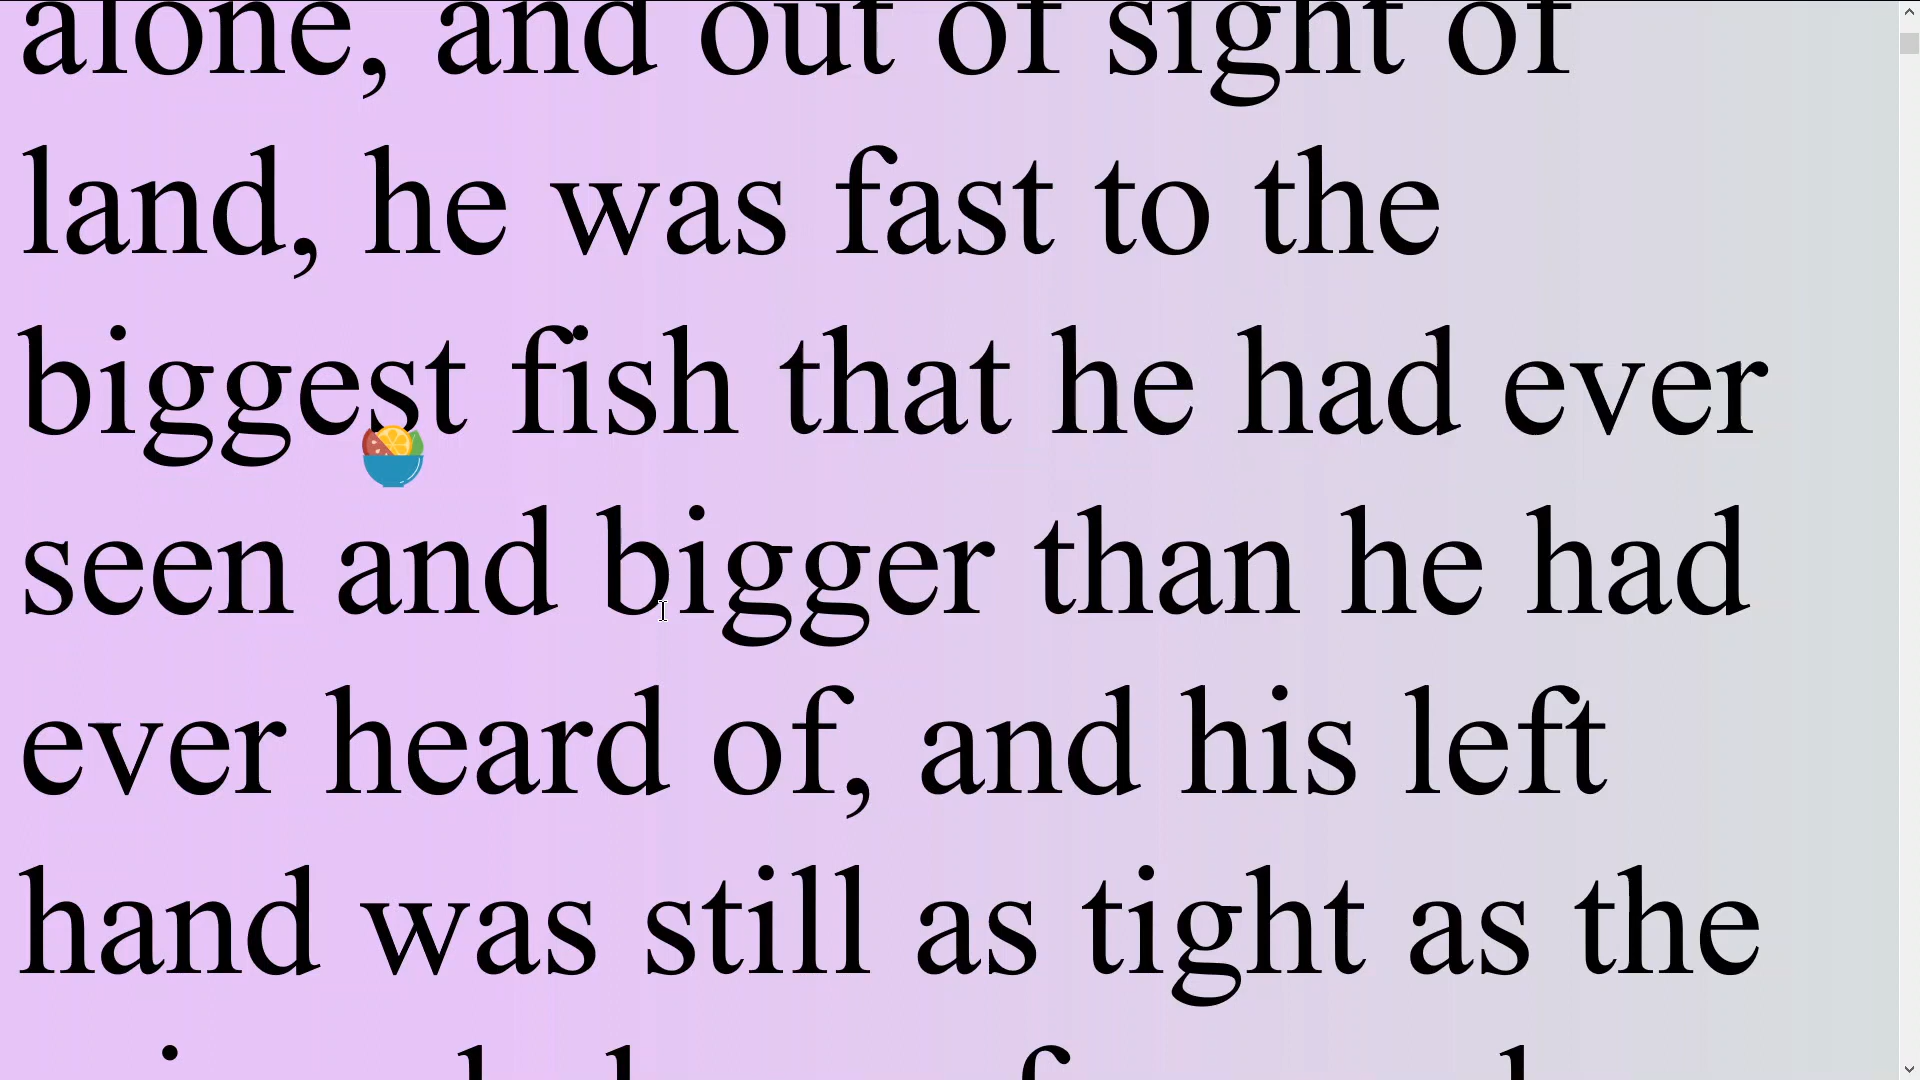 alone, and out of sight of
land, he was fast to the
biggest fish that he had ever
seen and bigger than he had
ever heard of, and his left
hand was still as tight as the